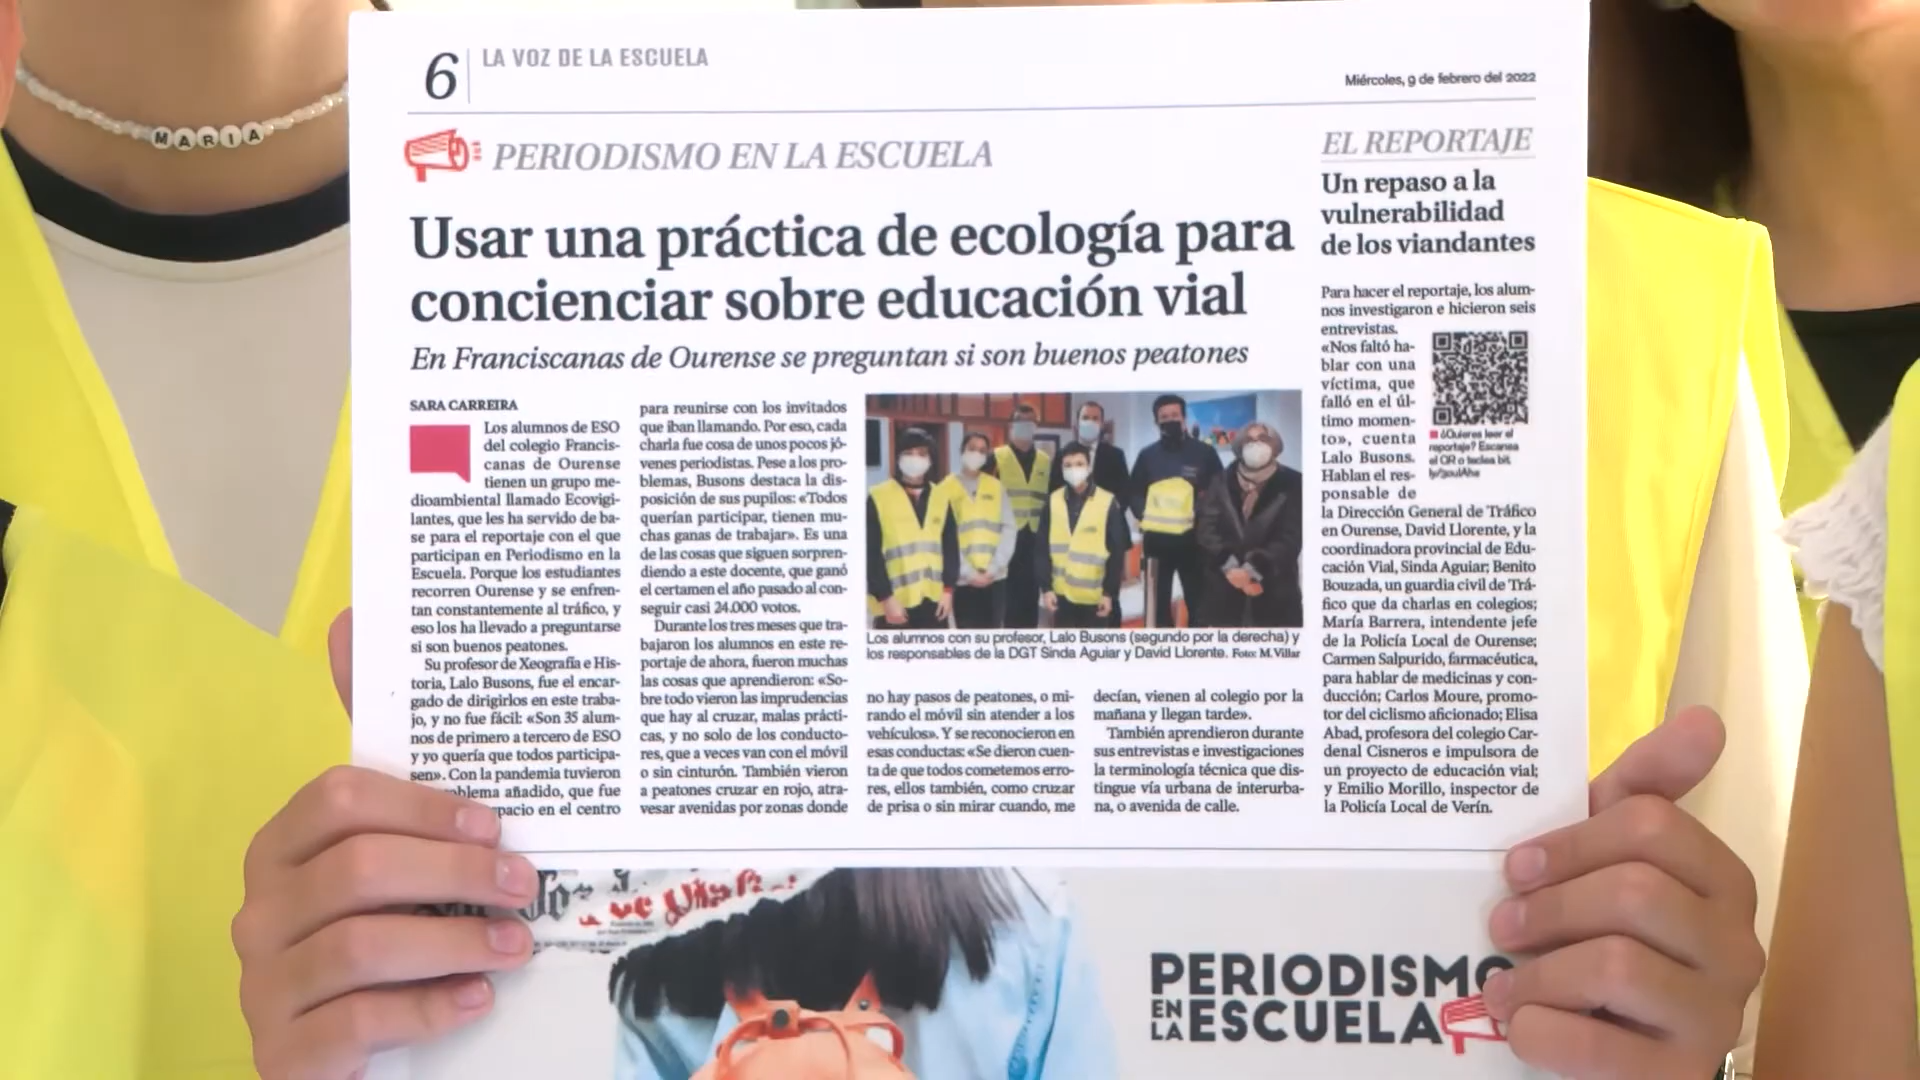 MARIA
6
LA VOZ DE LA ESCUELA
Miércoles, 9 de febrero del 2022
PERIODISMO EN LA ESCUELA
Usar una práctica de ecología para
concienciar sobre educación vial
En Franciscanas de Ourense se preguntan si son buenos peatones
SARA CARREIRA
Los alumnos de ESO
del colegio Francis-
canas de Ourense
tienen un grupo me-
dioambiental llamado Ecovigi-
lantes, que les ha servido de ba-
se para el reportaje con el que
participan en Periodismo en la
Escuela. Porque los estudiantes
recorren Ourense y se enfren-
tan constantemente al tráfico, y
eso los ha llevado a preguntarse
si son buenos peatones.
Su profesor de Xeografía e His-
toria, Lalo Busons, fue el encar-
gado de dirigirlos en este traba-
jo, y no fue fácil: «Son 35 alum-
nos de primero a tercero de ESO
y yo quería que todos participa-
sen». Con la pandemia tuvieron
añadido, que fue
en el centro
para reunirse con los invitados
que iban llamando. Por eso, cada
charla fue cosa de unos pocos jó-
venes periodistas. Pese a los pro-
blemas, Busons destaca la dis-
posición de sus pupilos: «Todos
querían participar, tienen mu-
chas ganas de trabajar». Es una
de las cosas que siguen sorpren-
diendo a este docente, que ganó
el certamen el año pasado al con-
seguir casi 24.000 votos.
Durante los tres meses que tra-
bajaron los alumnos en este re-
portaje de ahora, fueron muchas
las cosas que aprendieron: «So-
bre todo vieron las imprudencias
que hay al cruzar, malas prácti-
cas, y no solo de los conducto-
res, que a veces van con el móvil
o sin cinturón. También vieron
a peatones cruzar en rojo, atra-
vesar avenidas por zonas donde
Los alumnos con su profesor, Lalo Busons (segundo por la derecha) y
los responsables de la DGT Sinda Aguiar y David Llorente. Foto: M. Villar
no hay pasos de peatones, o mi-
rando el móvil sin atender a los
vehículos». Y se reconocieron en
esas conductas: «Se dieron cuen-
ta de que todos cometemos erro-
res, ellos también, como cruzar
de prisa o sin mirar cuando, me
decían, vienen al colegio por la
mañana y llegan tarde».
También aprendieron durante
sus entrevistas e investigaciones
la terminología técnica que dis-
tingue vía urbana de interurba-
na, o avenida de calle.
EL REPORTAJE
Un repaso a la
vulnerabilidad
de los viandantes
Para hacer el reportaje, los alum-
nos investigaron e hicieron seis
entrevistas.
«Nos faltó ha-
blar con una
víctima, que
falló en el úl-
timo momen-
to», cuenta
Lalo Busons.
Hablan el res-
ponsable de
¿Quieres leer el
reportaje? Escanea
el QR o teclea bit.
la Dirección General de Tráfico
en Ourense, David Llorente, y la
coordinadora provincial de Edu-
cación Vial, Sinda Aguiar; Benito
Bouzada, un guardia civil de Trá-
fico que da charlas en colegios;
María Barrera, intendente jefe
de la Policía Local de Ourense;
Carmen Salpurido, farmacéutica,
para hablar de medicinas y con-
ducción; Carlos Moure, promo-
tor del ciclismo aficionado; Elisa
Abad, profesora del colegio Car-
denal Cisneros e impulsora de
un proyecto de educación vial;
y Emilio Morillo, inspector de
la Policía Local de Verín.
PERIODISMO
EN LA ESCUELA